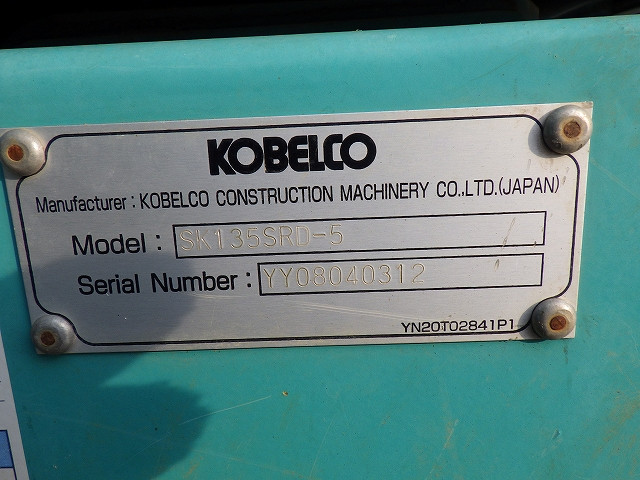 KOBELCO
Manufacturer : KOBELCO CONSTRUCTION MACHINERY CO.,LTD.(JAPAN)
Model : SK135SRD-5
Serial Number : YY08040312
YN20T02841P1